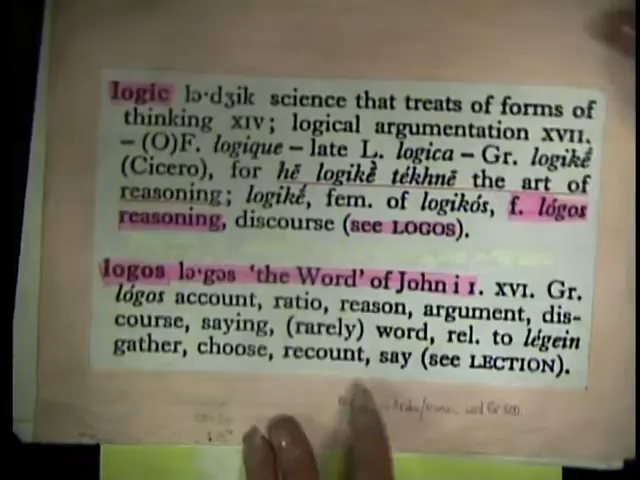 logic lɔ·dʒik science that treats of forms of
thinking XIV; logical argumentation XVII.
– (O)F. logique – late L. logica – Gr. logikḗ
(Cicero), for hē logikḕ tékhnē the art of
reasoning; logikḗ, fem. of logikós, f. lógos
reasoning, discourse (see LOGOS).
logos lɔ·gɔs 'the Word' of John i 1. XVI. Gr.
lógos account, ratio, reason, argument, dis-
course, saying, (rarely) word, rel. to légein
gather, choose, recount, say (see LECTION).